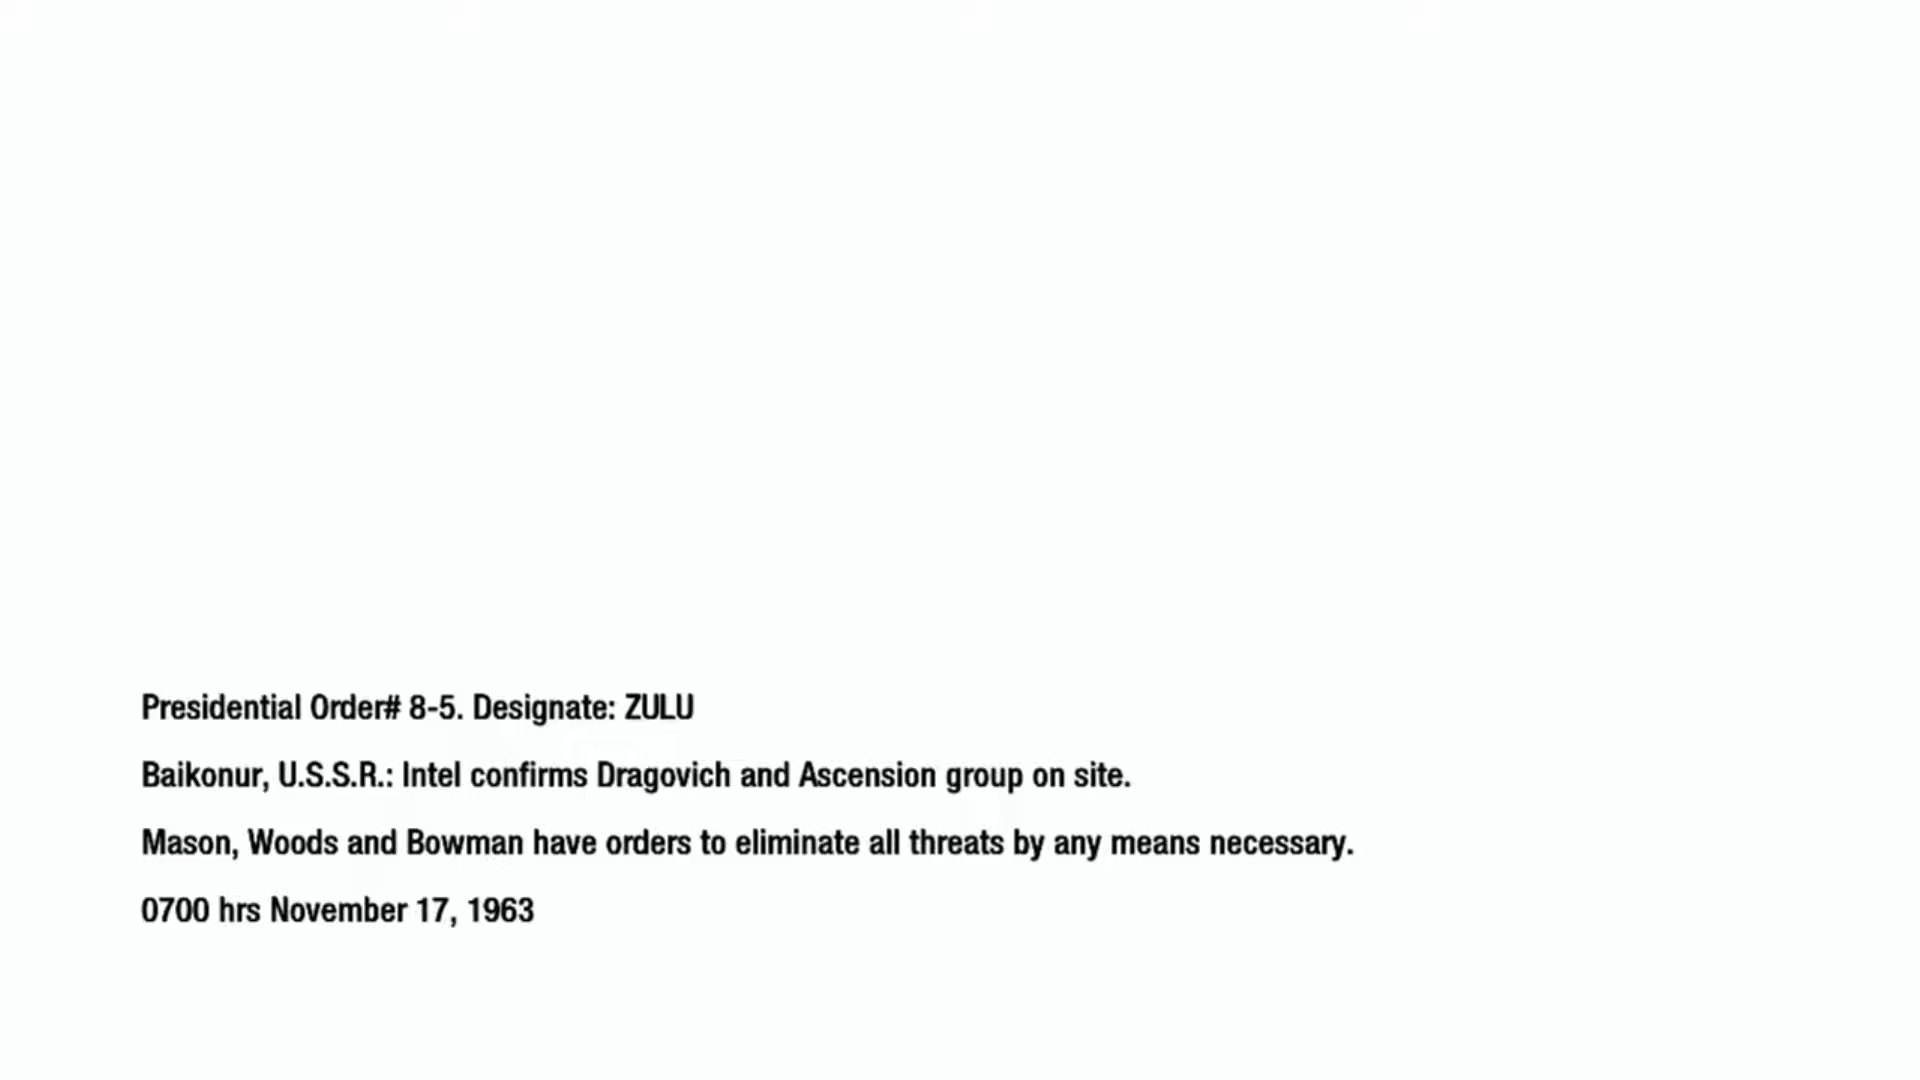 Presidential Order# 8-5. Designate: ZULU
Baikonur, U.S.S.R.: Intel confirms Dragovich and Ascension group on site.
Mason, Woods and Bowman have orders to eliminate all threats by any means necessary.
0700 hrs November 17, 1963